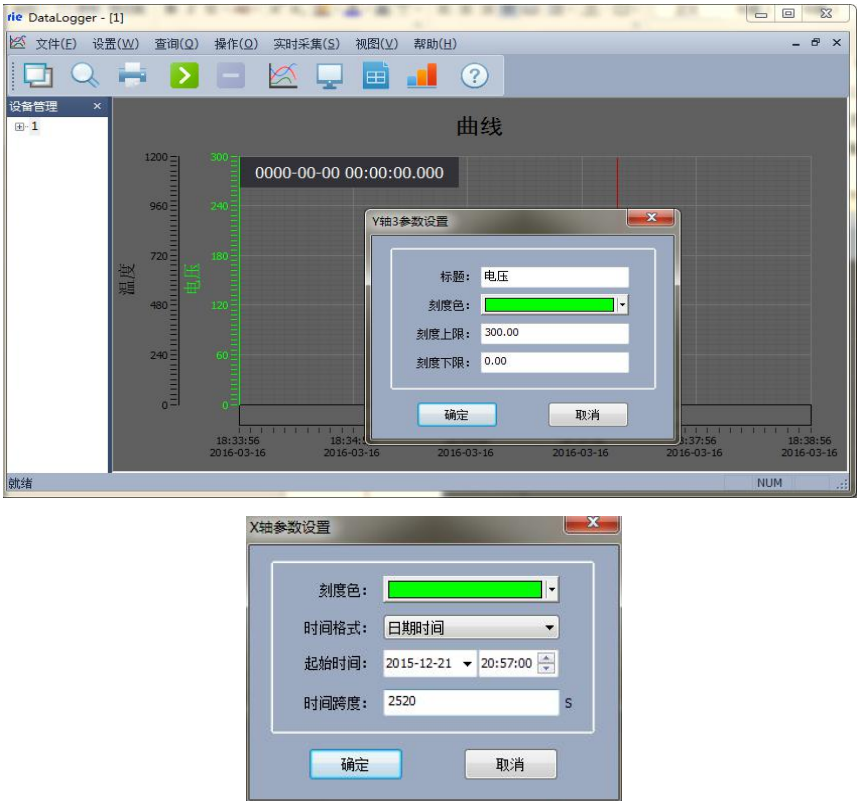 rie DataLogger - [1]
文件(F) 设置(W) 查询(Q) 操作(O) 实时采集(S) 视图(V) 帮助(H)
设备管理
1
曲线
1200 300
0000-00-00 00:00:00.000
960 240
720 180
480 120
240 60
0 0
温度
电压
Y轴3参数设置
标题: 电压
刻度色:
刻度上限: 300.00
刻度下限: 0.00
确定 取消
18:33:56 18:34: 3:37:56 18:38:56
2016-03-16 2016-03-16 2016-03-16 2016-03-16 2016-03-16 2016-03-16
就绪 NUM
X轴参数设置
刻度色:
时间格式: 日期时间
起始时间: 2015-12-21 20:57:00
时间跨度: 2520 S
确定 取消